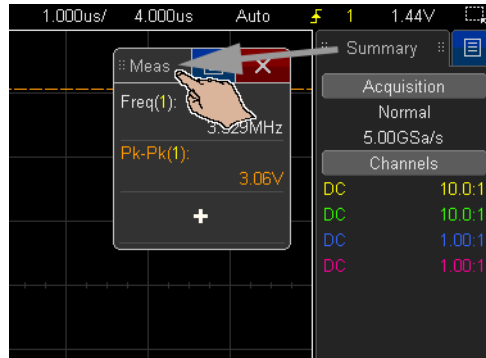 1.000us/ 4.000us Auto 1 1.44V
Summary
Meas
Acquisition
Freq(1):
Normal
5.00GSa/s
Pk-Pk(1):
3.06V
Channels
DC 10.0:1
DC 10.0:1
DC 1.00:1
DC 1.00:1
+